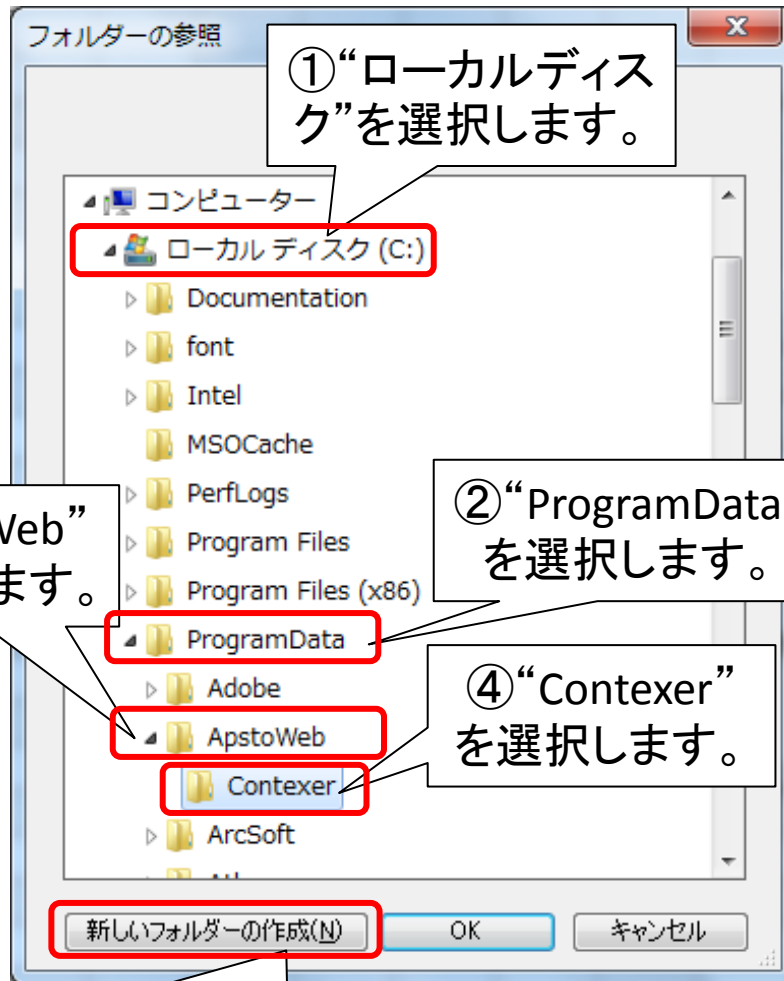 フォルダーの参照
①“ローカルディス
ク”を選択します。
コンピューター
ローカル ディスク (C:)
Documentation
font
Intel
MSOCache
PerfLogs
Program Files
Program Files (x86)
ProgramData
Adobe
ApstoWeb
Contexer
ArcSoft
Web”
ます。
②“ProgramData
を選択します。
④“Contexer”
を選択します。
新しいフォルダーの作成(N)
OK
キャンセル